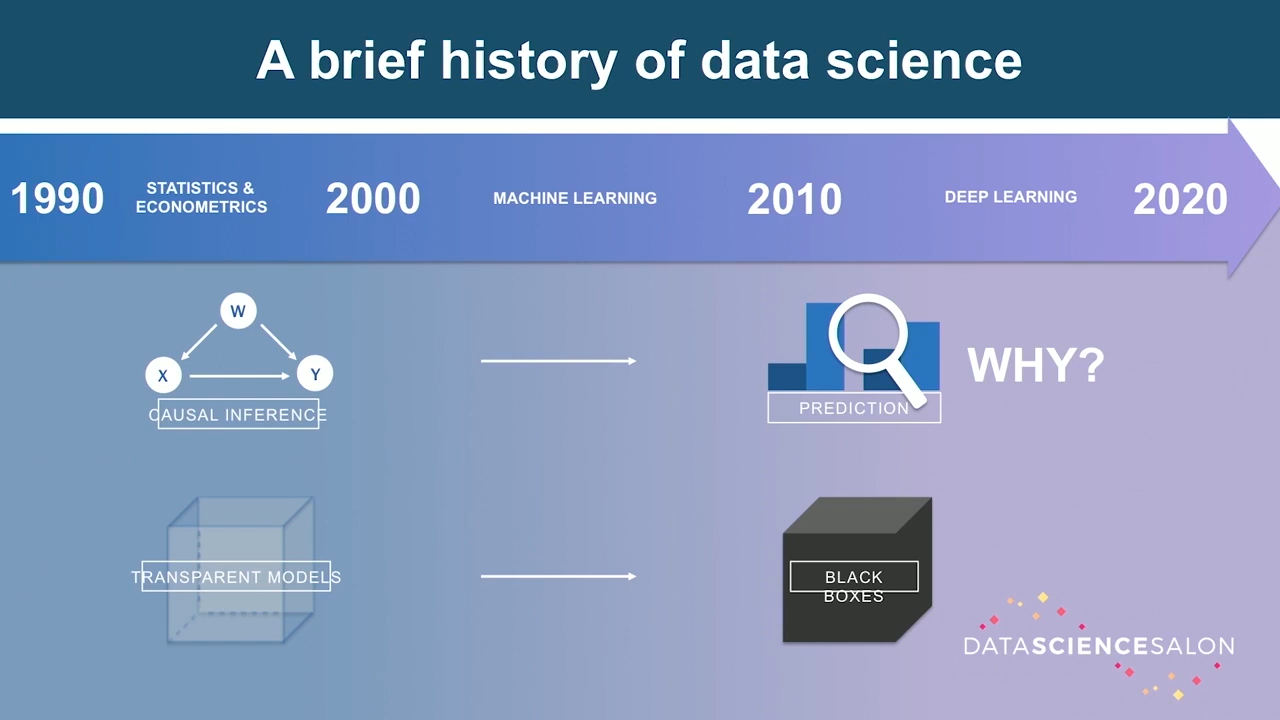 A brief history of data science
1990
STATISTICS &
ECONOMETRICS
2000
MACHINE LEARNING
2010
DEEP LEARNING
2020
W
X
Y
CAUSAL INFERENCE
PREDICTION
WHY?
TRANSPARENT MODELS
BLACK
BOXES
DATASCIENCESALON